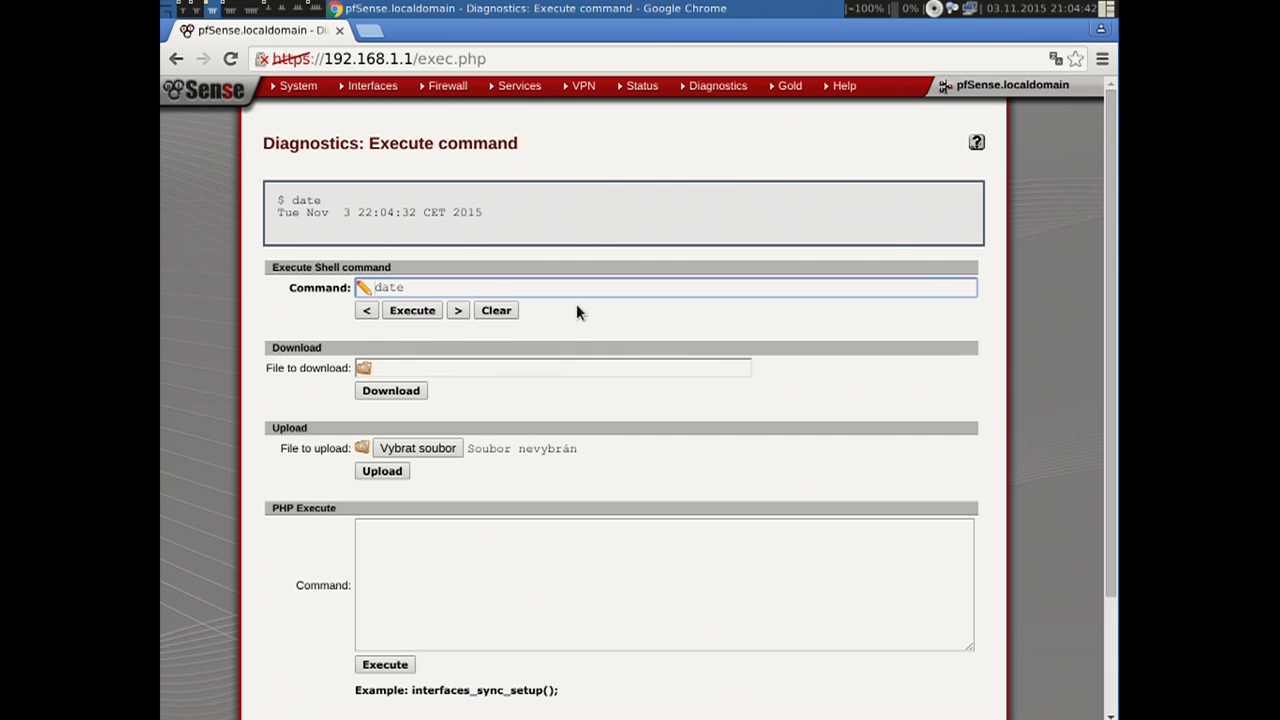 pfSense.localdomain - Diagnostics: Execute command - Google Chrome
~100% 0% 03.11.2015 21:04:42
pfSense.localdomain - Di
https://192.168.1.1/exec.php
Sense System Interfaces Firewall Services VPN Status Diagnostics Gold Help pfSense.localdomain
Diagnostics: Execute command
?
$ date
Tue Nov  3 22:04:32 CET 2015
Execute Shell command
Command: date
< Execute > Clear
Download
File to download:
Download
Upload
File to upload: Vybrat soubor Soubor nevybrán
Upload
PHP Execute
Command:
Execute
Example: interfaces_sync_setup();